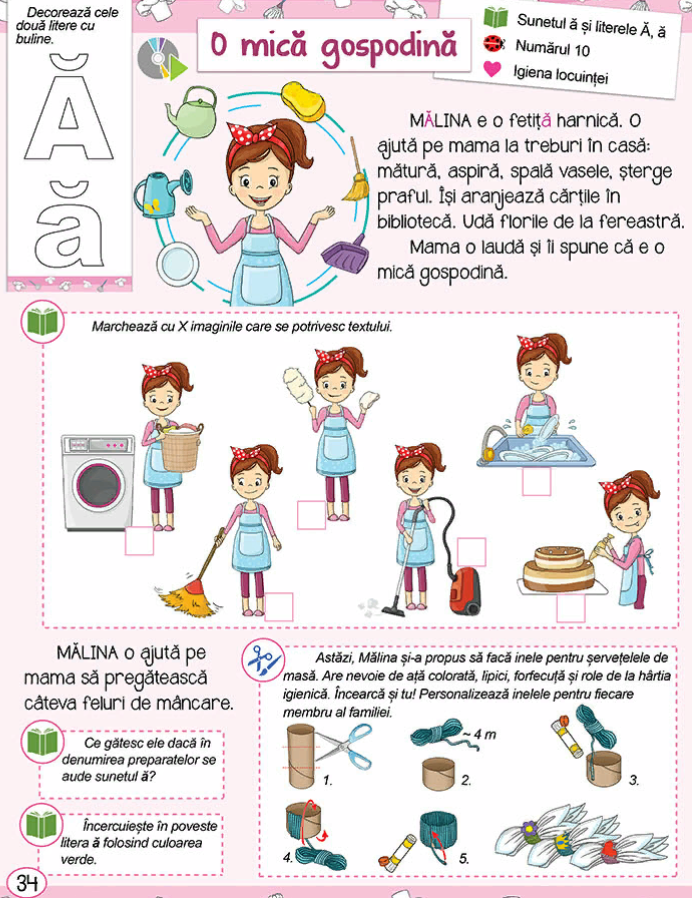 Decorează cele
două litere cu
buline.
Ă
ă
O mică gospodină
Sunetul ă și literele Ă, ă
Numărul 10
Igiena locuinței
MĂLINA e o fetiță harnică. O
ajută pe mama la treburi în casă:
mătură, aspiră, spală vasele, șterge
praful. Își aranjează cărțile în
bibliotecă. Udă florile de la fereastră.
Mama o laudă și îi spune că e o
mică gospodină.
Marchează cu X imaginile care se potrivesc textului.
MĂLINA o ajută pe
mama să pregătească
câteva feluri de mâncare.
Ce gătesc ele dacă în
denumirea preparatelor se
aude sunetul ă?
Încercuiește în poveste
litera ă folosind culoarea
verde.
Astăzi, Mălina și-a propus să facă inele pentru șervețelele de
masă. Are nevoie de ață colorată, lipici, forfecuță și role de la hârtia
igienică. Încearcă și tu! Personalizează inelele pentru fiecare
membru al familiei.
1.
~ 4 m
2.
3.
4.
5.
34